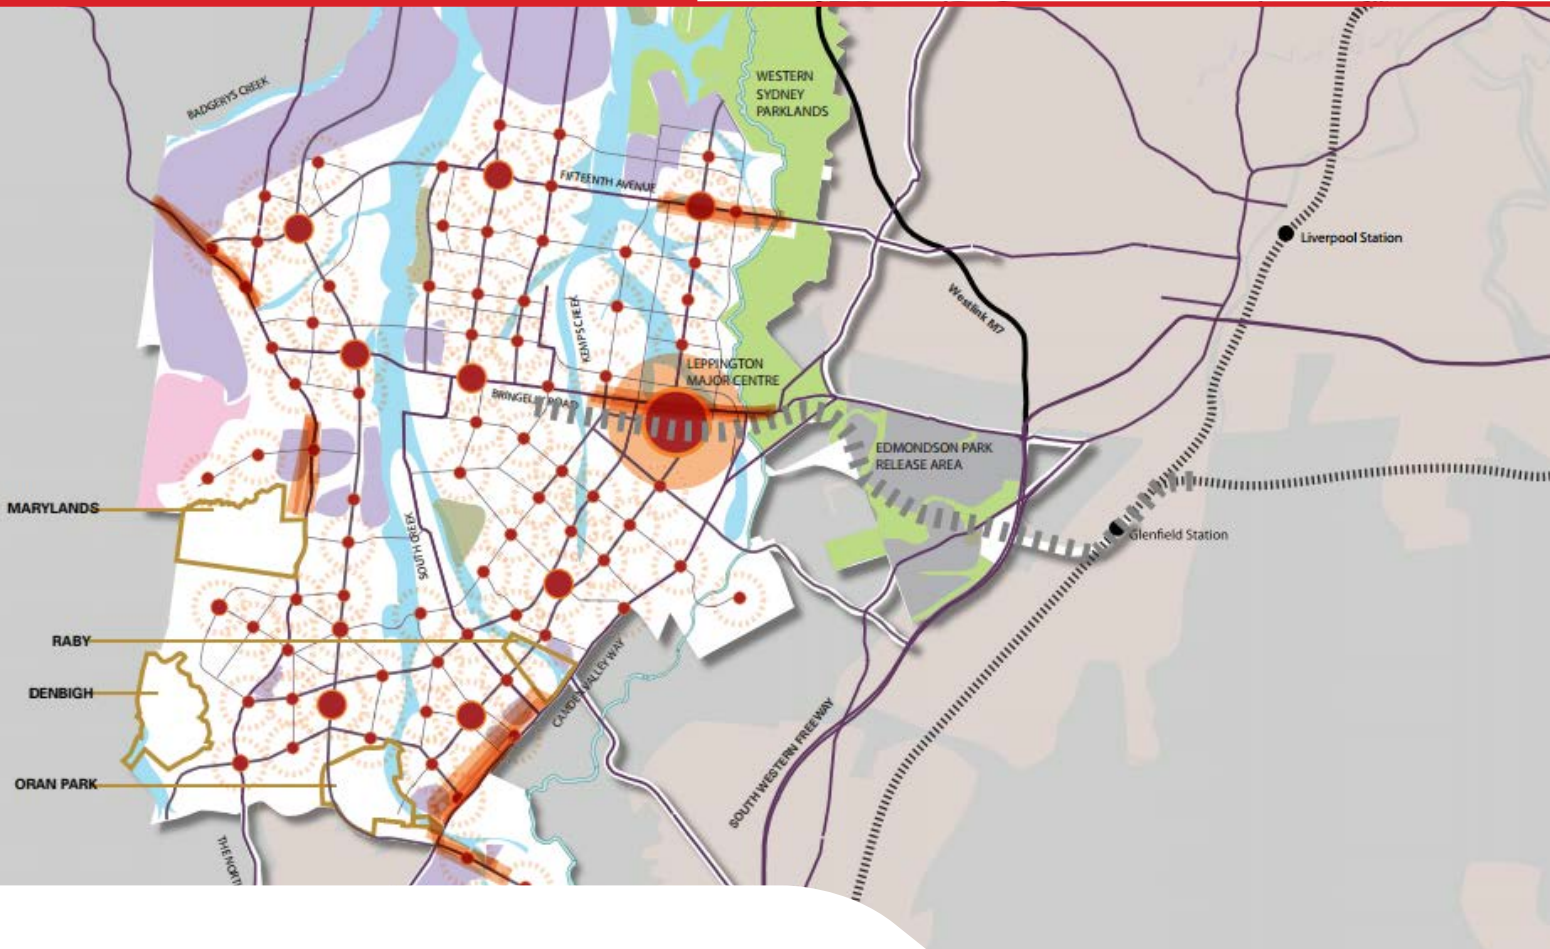 WESTERN
SYDNEY
PARKLANDS
BADGERYS CREEK
FIFTEENTH AVENUE
Liverpool Station
Westlink M7
KEMPS CREEK
LEPPINGTON
MAJOR CENTRE
BRINGELLY ROAD
EDMONDSON PARK
RELEASE AREA
MARYLANDS
SOUTH CREEK
Glenfield Station
RABY
DENBIGH
CAMDEN VALLEY WAY
SOUTH WESTERN FREEWAY
ORAN PARK
THE NORT